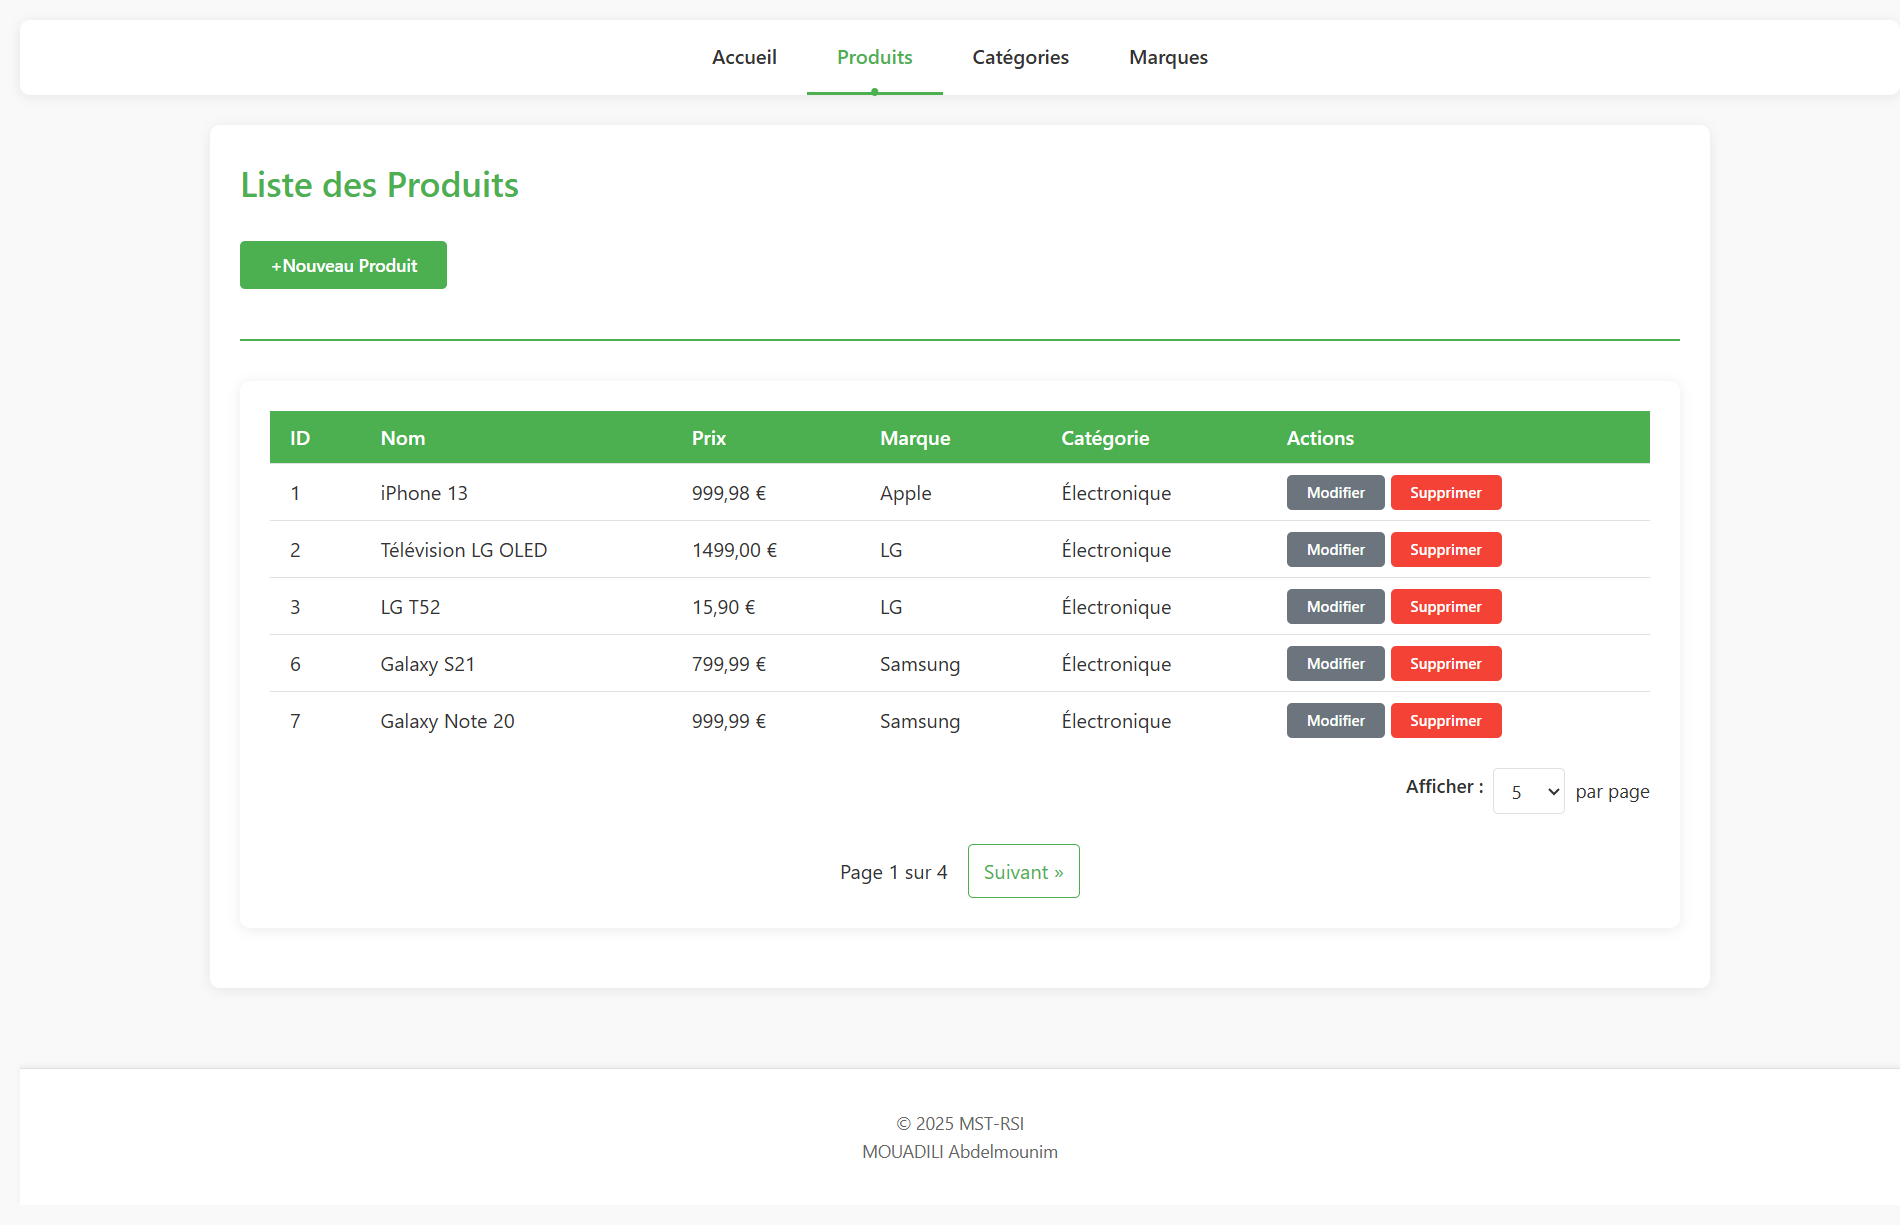 Accueil Produits Catégories Marques
Liste des Produits
+Nouveau Produit
ID Nom Prix Marque Catégorie Actions
1 iPhone 13 999,98 € Apple Électronique Modifier Supprimer
2 Télévision LG OLED 1499,00 € LG Électronique Modifier Supprimer
3 LG T52 15,90 € LG Électronique Modifier Supprimer
6 Galaxy S21 799,99 € Samsung Électronique Modifier Supprimer
7 Galaxy Note 20 999,99 € Samsung Électronique Modifier Supprimer
Afficher : 5 par page
Page 1 sur 4 Suivant »
© 2025 MST-RSI
MOUADILI Abdelmounim